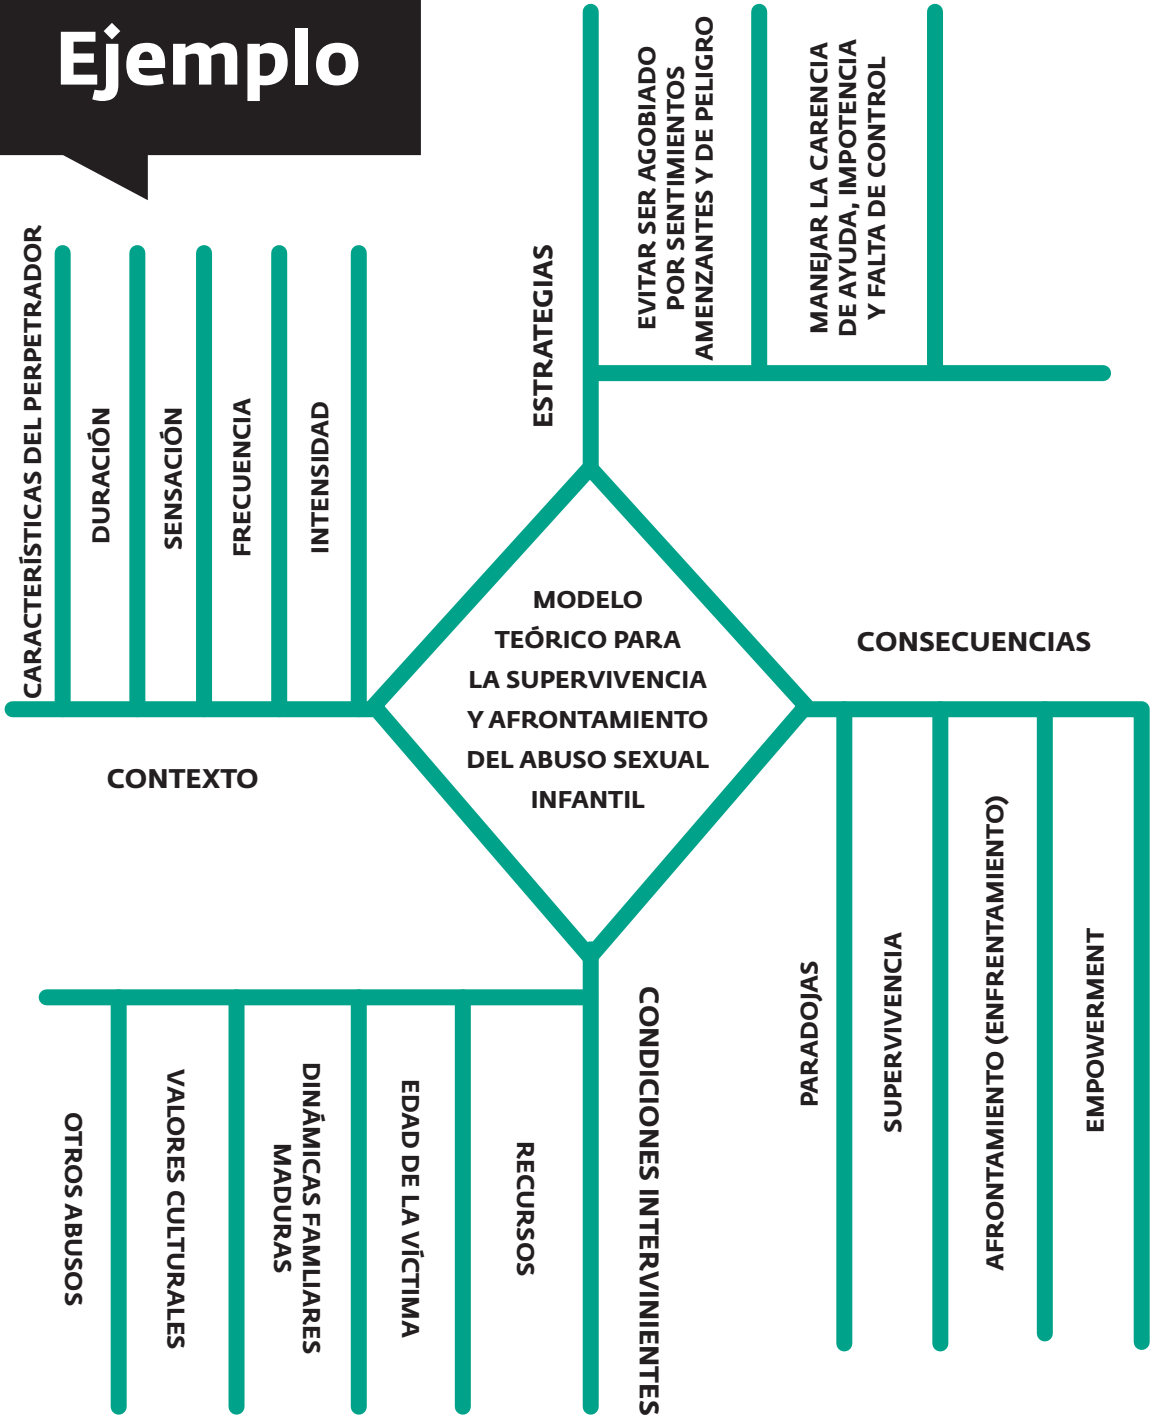 Ejemplo
CARACTERÍSTICAS DEL PERPETRADOR
DURACIÓN
SENSACIÓN
FRECUENCIA
INTENSIDAD
CONTEXTO
ESTRATEGIAS
EVITAR SER AGOBIADO
POR SENTIMIENTOS
AMENZANTES Y DE PELIGRO
MANEJAR LA CARENCIA
DE AYUDA, IMPOTENCIA
Y FALTA DE CONTROL
MODELO
TEÓRICO PARA
LA SUPERVIVENCIA
Y AFRONTAMIENTO
DEL ABUSO SEXUAL
INFANTIL
CONSECUENCIAS
PARADOJAS
SUPERVIVENCIA
AFRONTAMIENTO (ENFRENTAMIENTO)
EMPOWERMENT
OTROS ABUSOS
VALORES CULTURALES
DINÁMICAS FAMLIARES
MADURAS
EDAD DE LA VÍCTIMA
RECURSOS
CONDICIONES INTERVINIENTES